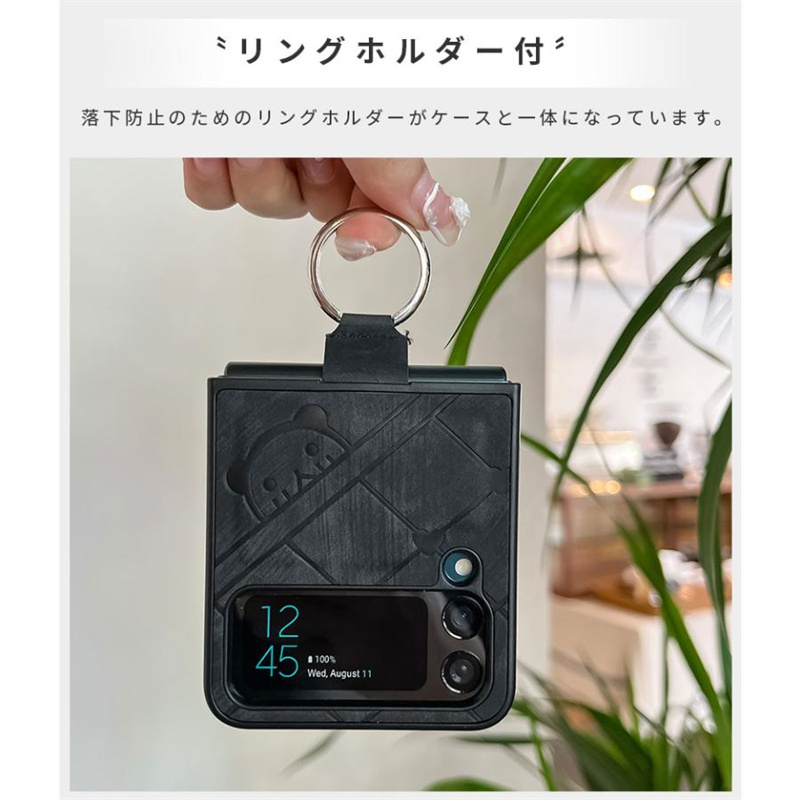 〝リングホルダー付〞
落下防止のためのリングホルダーがケースと一体になっています。
12
45
100%
Wed, August 11